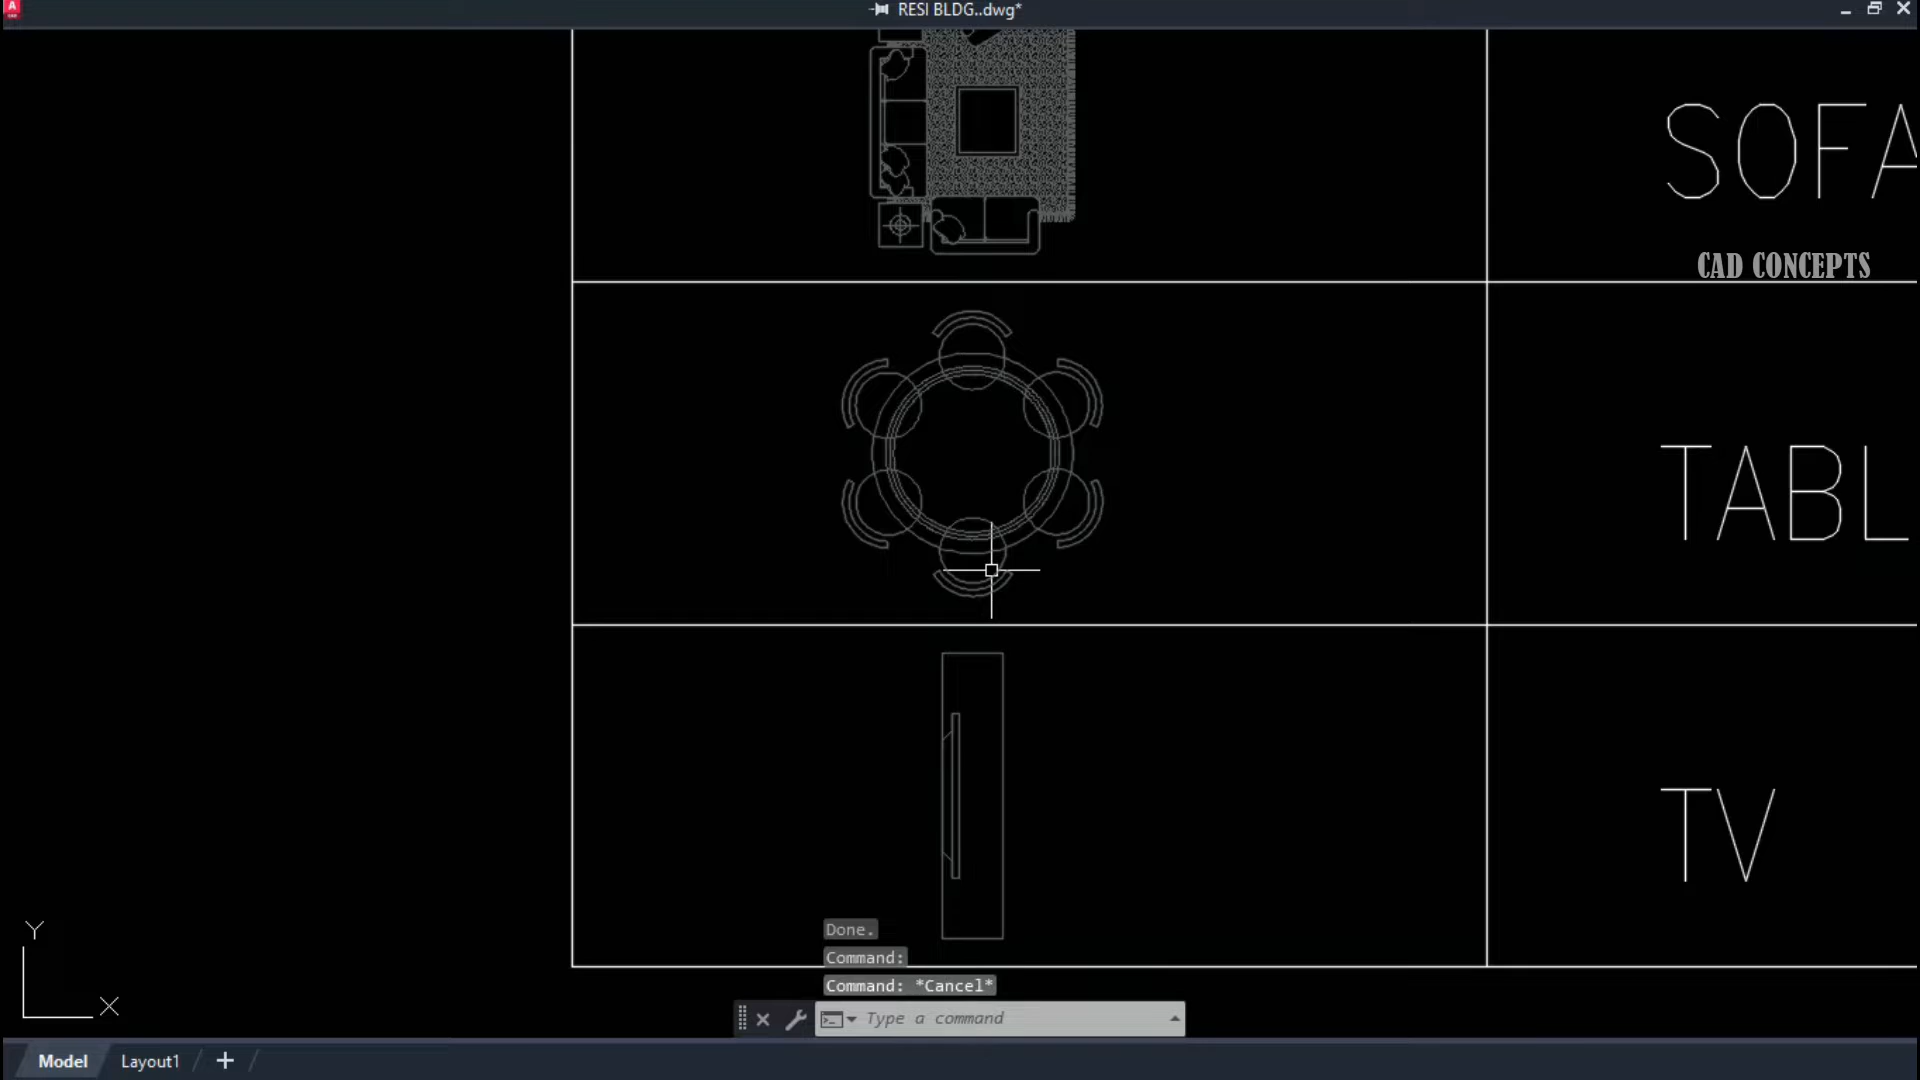 RESI BLDG..dwg*
SOFA
CAD CONCEPTS
TABL
TV
Done.
Command:
Command: *Cancel*
Type a command
Y
X
Model
Layout1